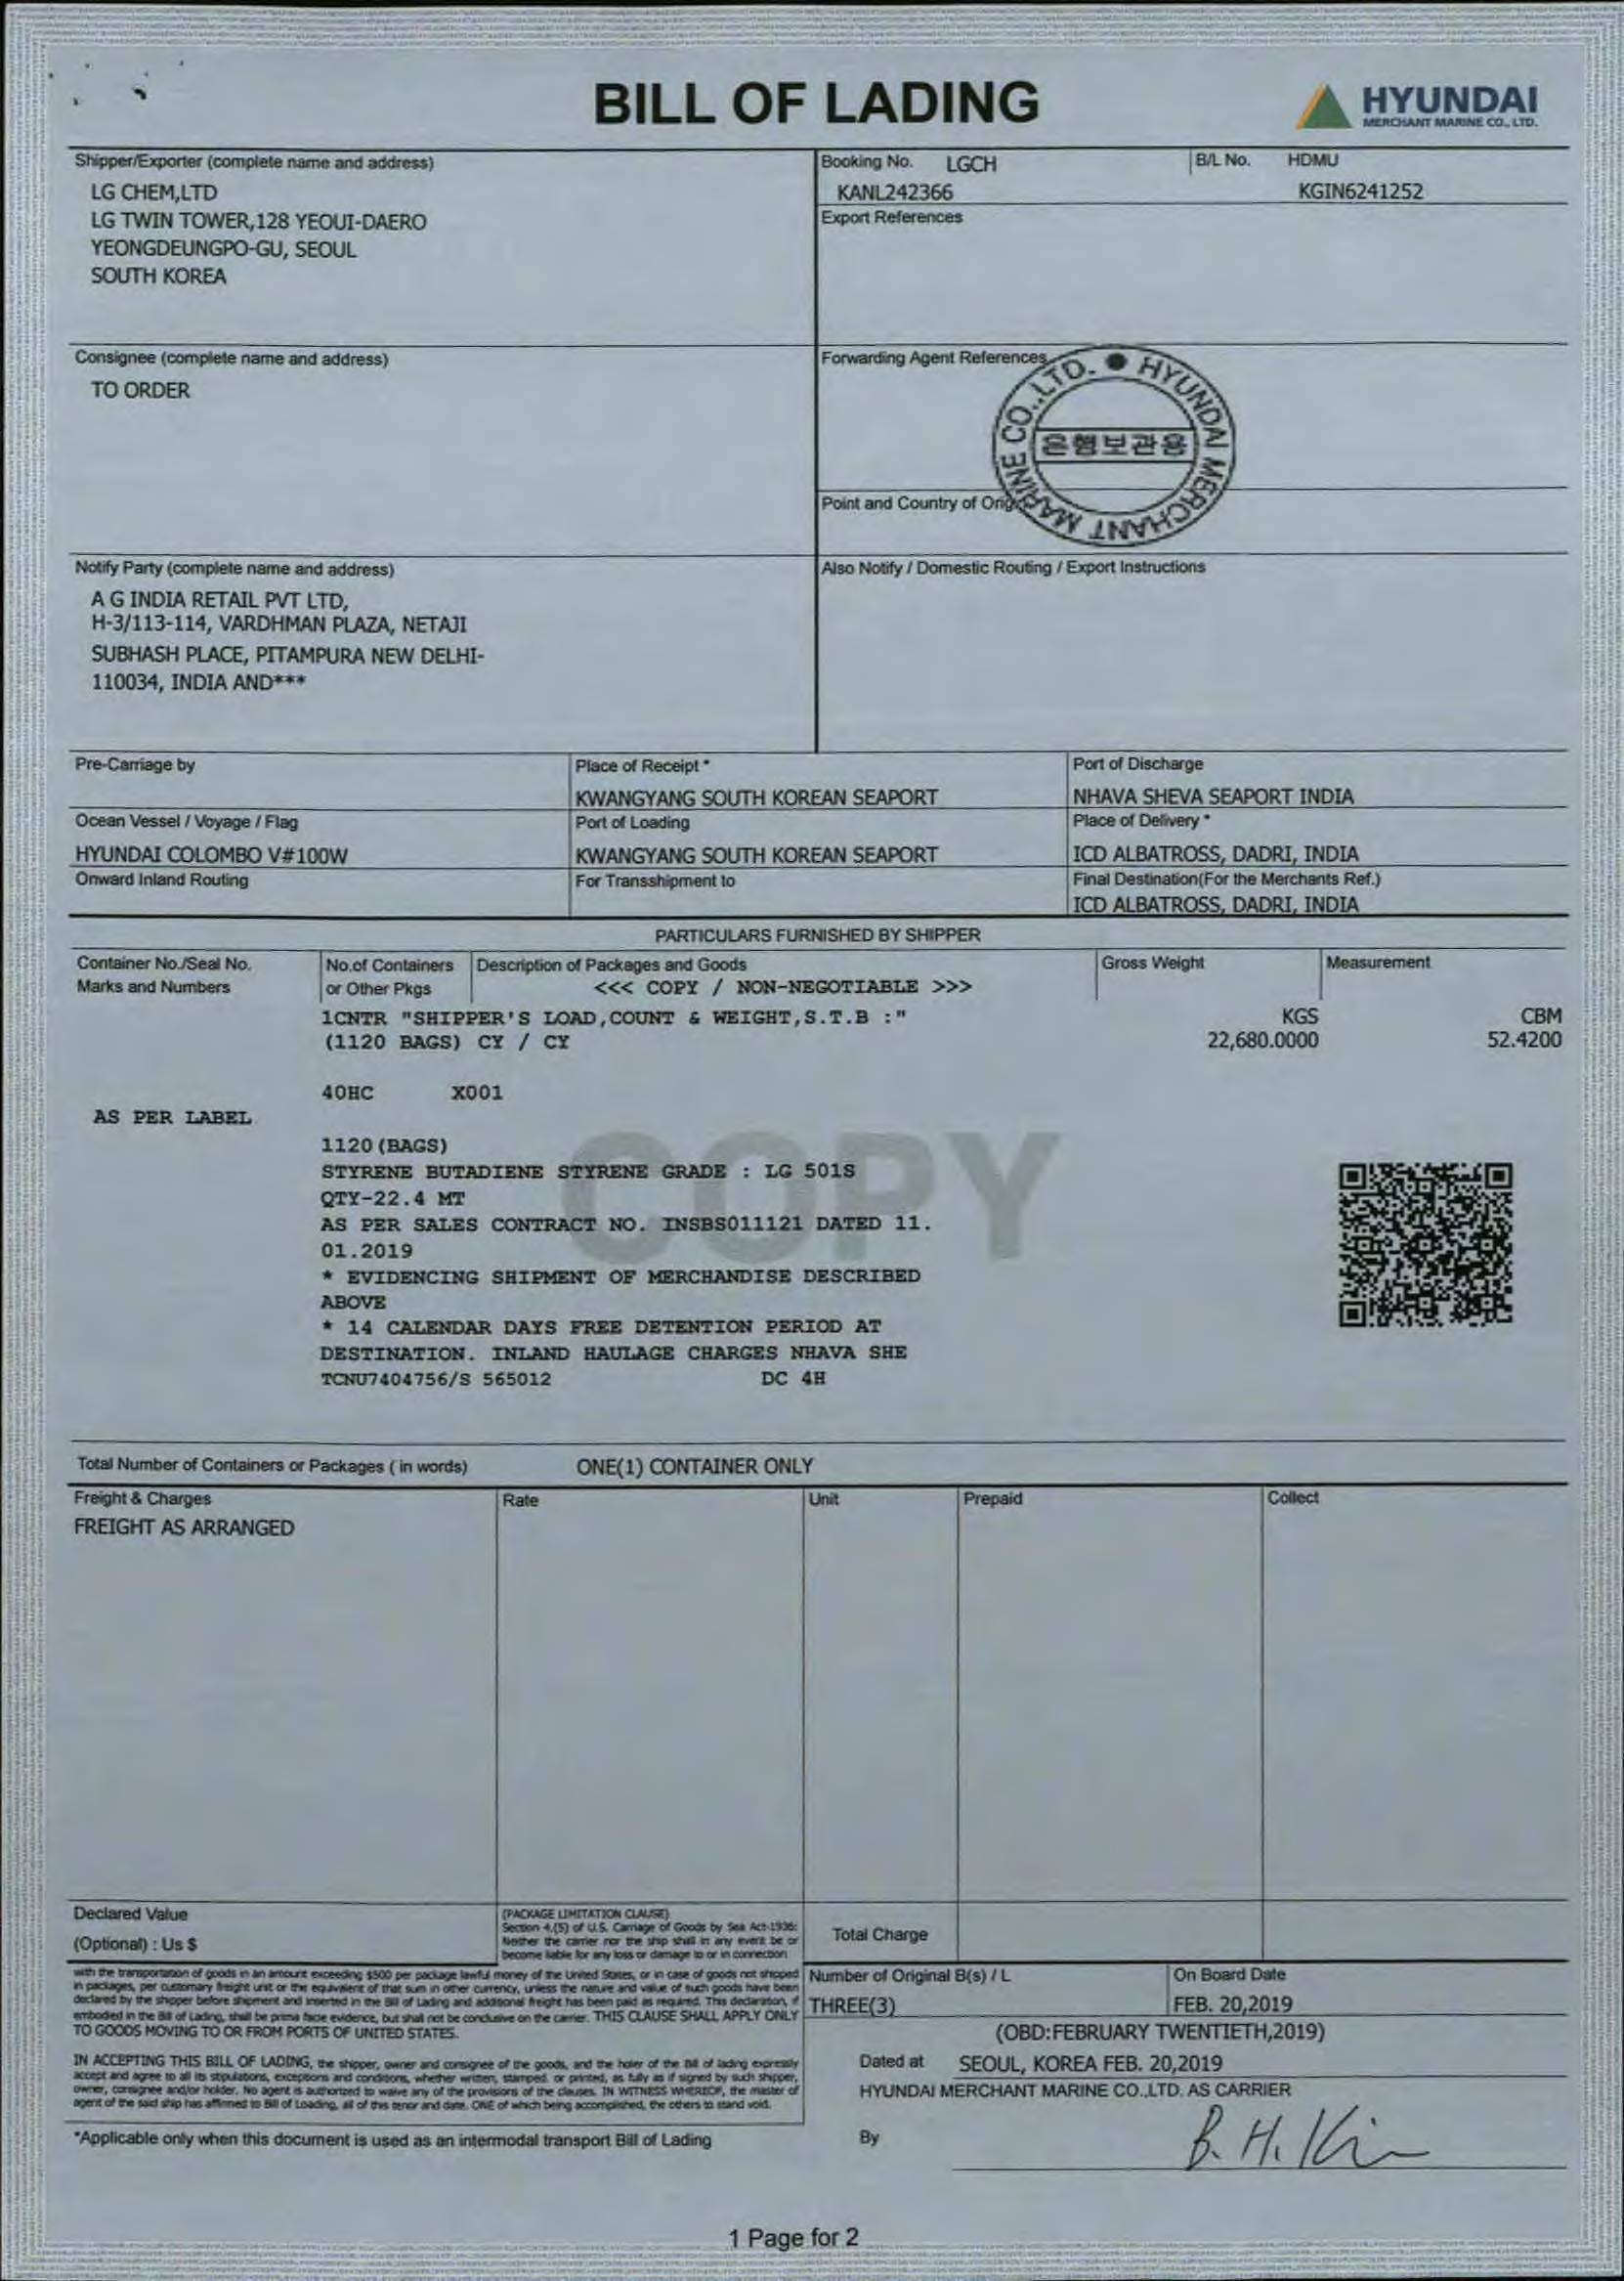 BILL OF LADING
HYUNDAI
MERCHANT MARINE CO., LTD.
Shipper/Exporter (complete name and address)
LG CHEM,LTD
LG TWIN TOWER,128 YEOUI-DAERO
YEONGDEUNGPO-GU, SEOUL
SOUTH KOREA
Booking No. LGCH
KANL242366
B/L No. HDMU
KGIN6241252
Export References
Consignee (complete name and address)
TO ORDER
Forwarding Agent References
HYUNDAI MERCHANT MARINE CO.,LTD.
은행보관용
Point and Country of Orig
Notify Party (complete name and address)
A G INDIA RETAIL PVT LTD,
H-3/113-114, VARDHMAN PLAZA, NETAJI
SUBHASH PLACE, PITAMPURA NEW DELHI-
110034, INDIA AND***
Also Notify / Domestic Routing / Export Instructions
Pre-Carriage by
Place of Receipt *
KWANGYANG SOUTH KOREAN SEAPORT
Port of Discharge
NHAVA SHEVA SEAPORT INDIA
Ocean Vessel / Voyage / Flag
HYUNDAI COLOMBO V#100W
Port of Loading
KWANGYANG SOUTH KOREAN SEAPORT
Place of Delivery *
ICD ALBATROSS, DADRI, INDIA
Onward Inland Routing
For Transshipment to
Final Destination(For the Merchants Ref.)
ICD ALBATROSS, DADRI, INDIA
PARTICULARS FURNISHED BY SHIPPER
Container No./Seal No.
Marks and Numbers
No.of Containers
or Other Pkgs
Description of Packages and Goods
<<< COPY / NON-NEGOTIABLE >>>
Gross Weight
Measurement
1CNTR "SHIPPER'S LOAD,COUNT & WEIGHT,S.T.B :"
(1120 BAGS) CY / CY
KGS
22,680.0000
CBM
52.4200
40HC X001
AS PER LABEL
COPY
1120(BAGS)
STYRENE BUTADIENE STYRENE GRADE : LG 501S
QTY-22.4 MT
AS PER SALES CONTRACT NO. INSBS011121 DATED 11.
01.2019
* EVIDENCING SHIPMENT OF MERCHANDISE DESCRIBED
ABOVE
* 14 CALENDAR DAYS FREE DETENTION PERIOD AT
DESTINATION. INLAND HAULAGE CHARGES NHAVA SHE
TCNU7404756/S 565012 DC 4H
Total Number of Containers or Packages ( in words) ONE(1) CONTAINER ONLY
Freight & Charges
Rate
Unit
Prepaid
Collect
FREIGHT AS ARRANGED
Declared Value
(Optional) : Us $
(PACKAGE LIMITATION CLAUSE)
Section 4.(5) of U.S. Carriage of Goods by Sea Act-1936:
Neither the carrier nor the ship shall in any event be or
become liable for any loss or damage to or in connection
with the transportation of goods in an amount exceeding $500 per package lawful money of the United States, or in case of goods not shipped
in packages, per customary freight unit or the equivalent of that sum in other currency, unless the nature and value of such goods have been
declared by the shipper before shipment and inserted in the Bill of Lading and additional freight has been paid as required. This declaration, if
embodied in the Bill of Lading, shall be prima facie evidence, but shall not be conclusive on the carrier. THIS CLAUSE SHALL APPLY ONLY
TO GOODS MOVING TO OR FROM PORTS OF UNITED STATES.
IN ACCEPTING THIS BILL OF LADING, the shipper, owner and consignee of the goods, and the holer of the bill of lading expressly
accept and agree to all its stipulations, exceptions and conditions, whether written, stamped, or printed, as fully as if signed by such shipper,
owner, consignee and/or holder. No agent is authorized to waive any of the provisions of the clauses. IN WITNESS WHEREOF, the master of
agent of the said ship has affirmed to Bill of Loading, all of this tenor and date. ONE of which being accomplished, the others to stand void.
*Applicable only when this document is used as an intermodal transport Bill of Lading
Total Charge
Number of Original B(s) / L
THREE(3)
On Board Date
FEB. 20,2019
(OBD:FEBRUARY TWENTIETH,2019)
Dated at SEOUL, KOREA FEB. 20,2019
HYUNDAI MERCHANT MARINE CO.,LTD. AS CARRIER
By B. H. Kim
1 Page for 2